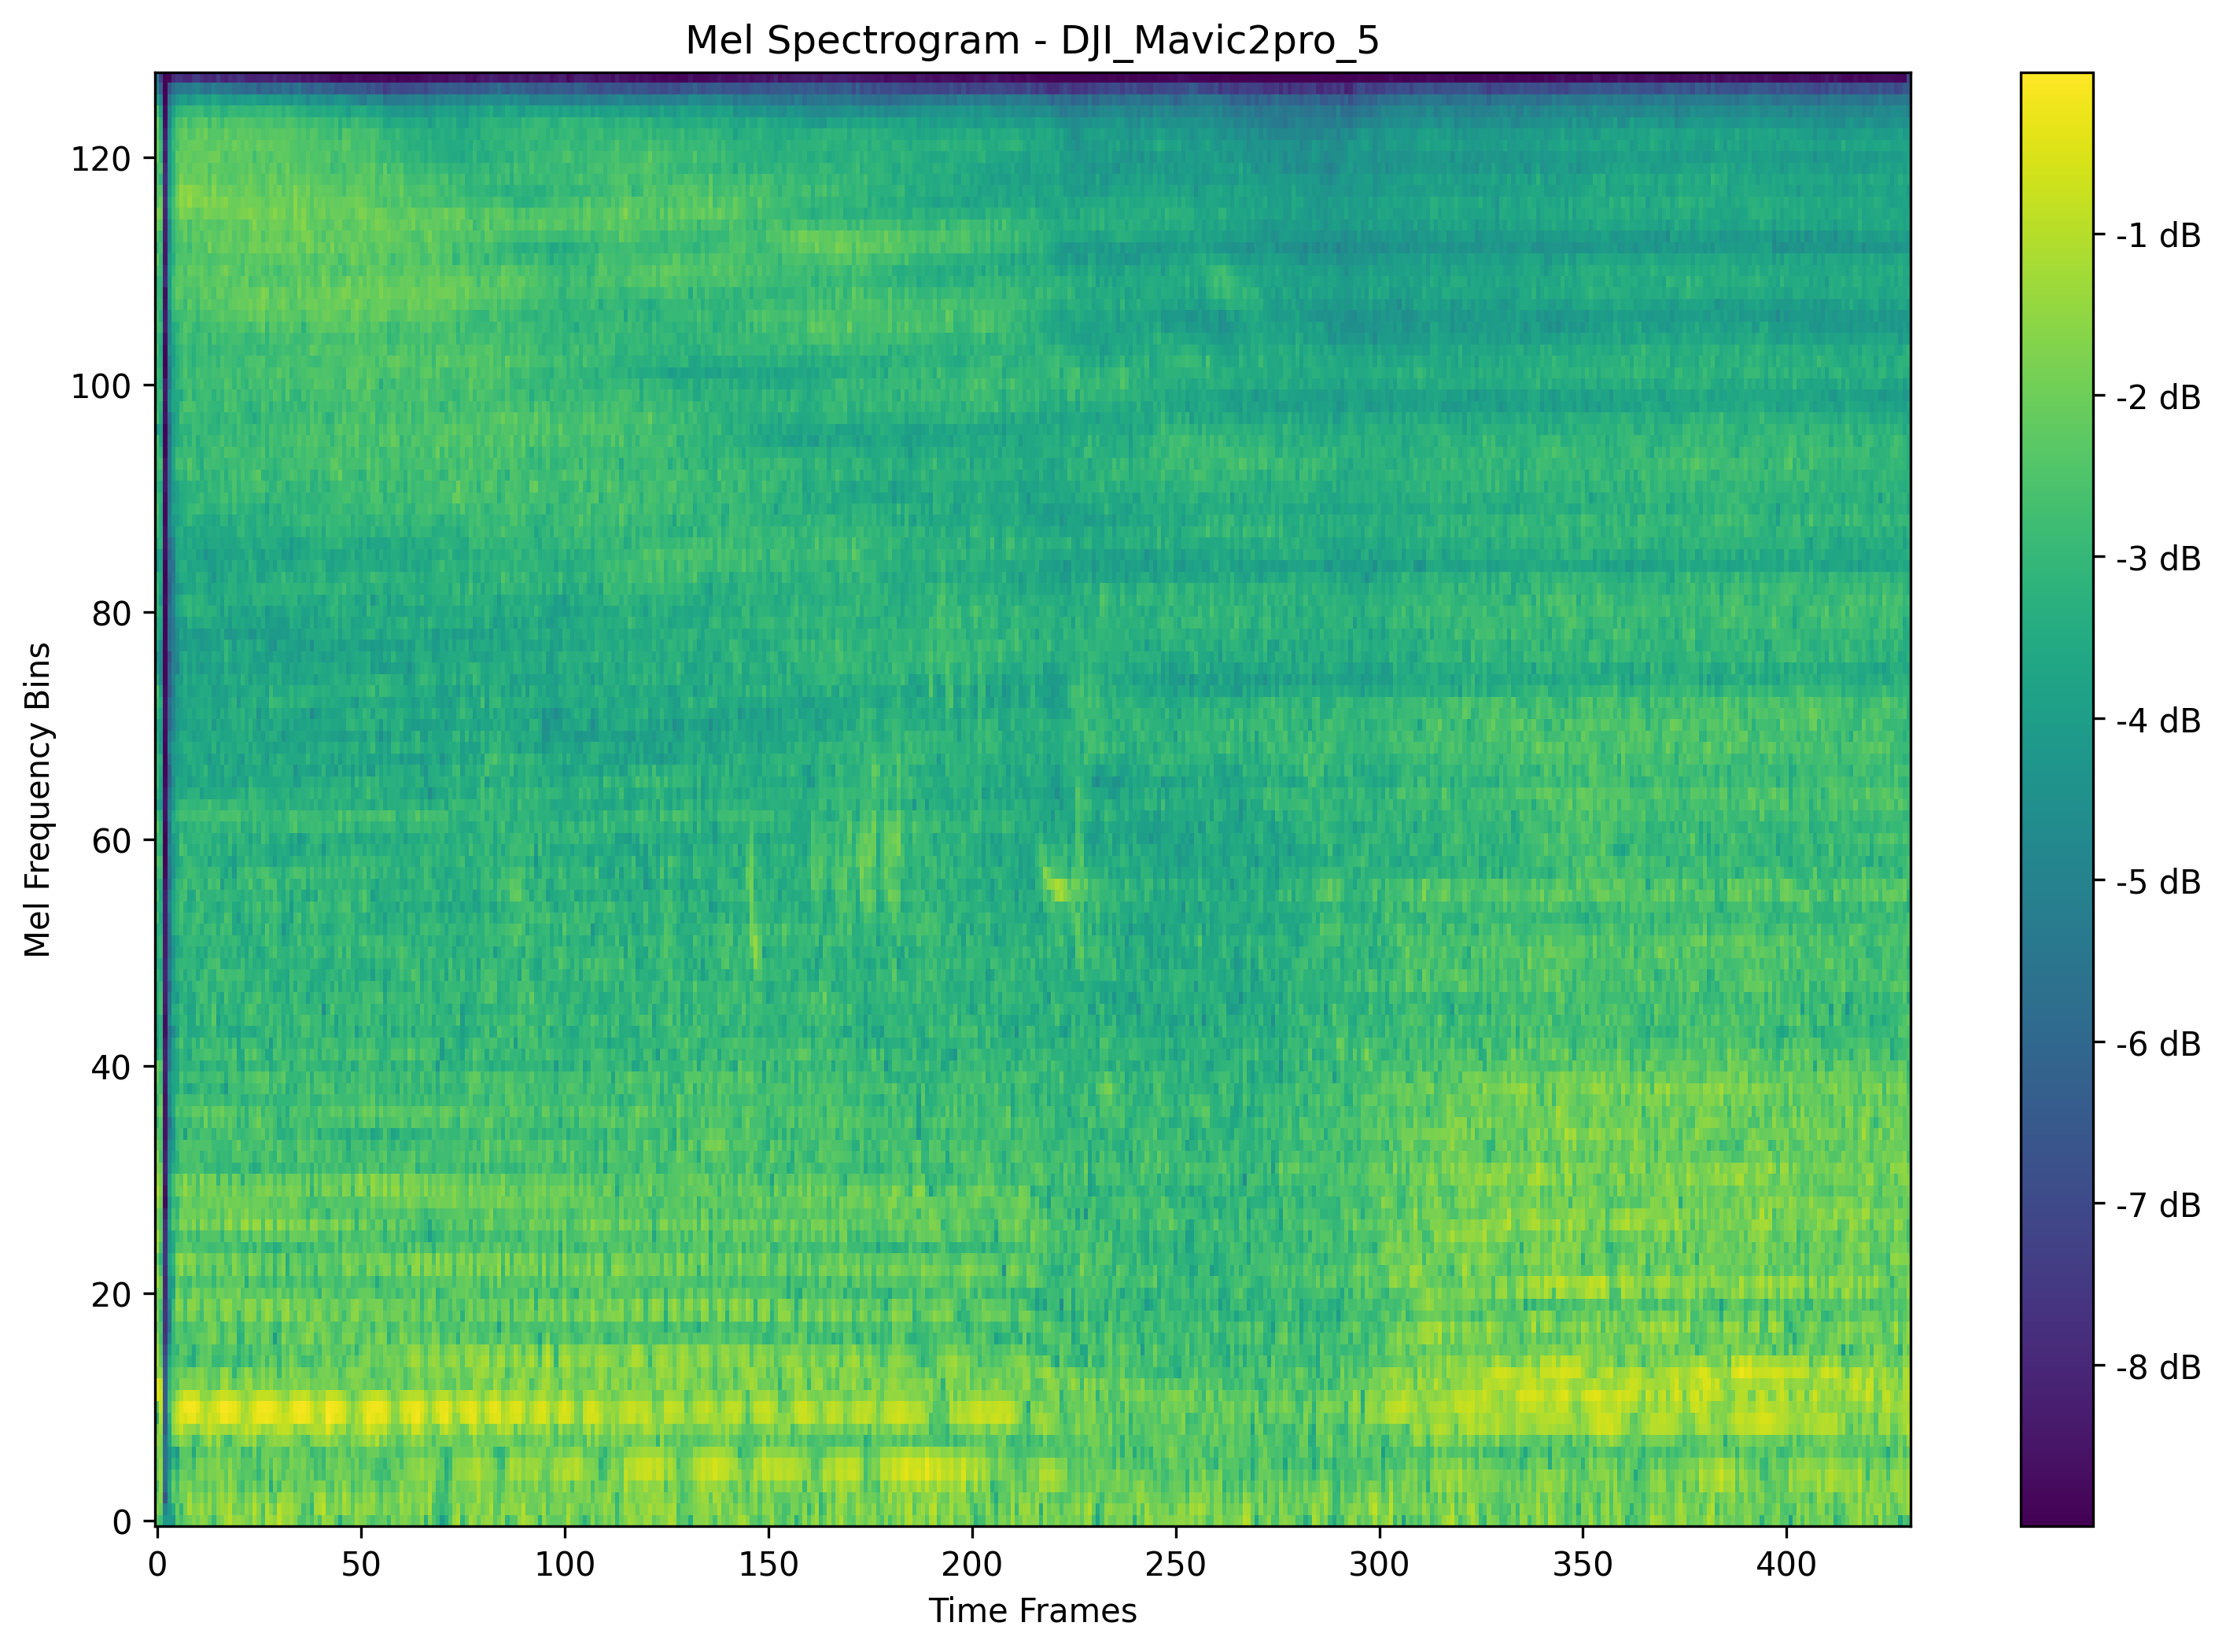 Mel Spectrogram - DJI_Mavic2pro_5
Mel Frequency Bins
120
100
80
60
40
20
0
0 50 100 150 200 250 300 350 400
Time Frames
-1 dB
-2 dB
-3 dB
-4 dB
-5 dB
-6 dB
-7 dB
-8 dB